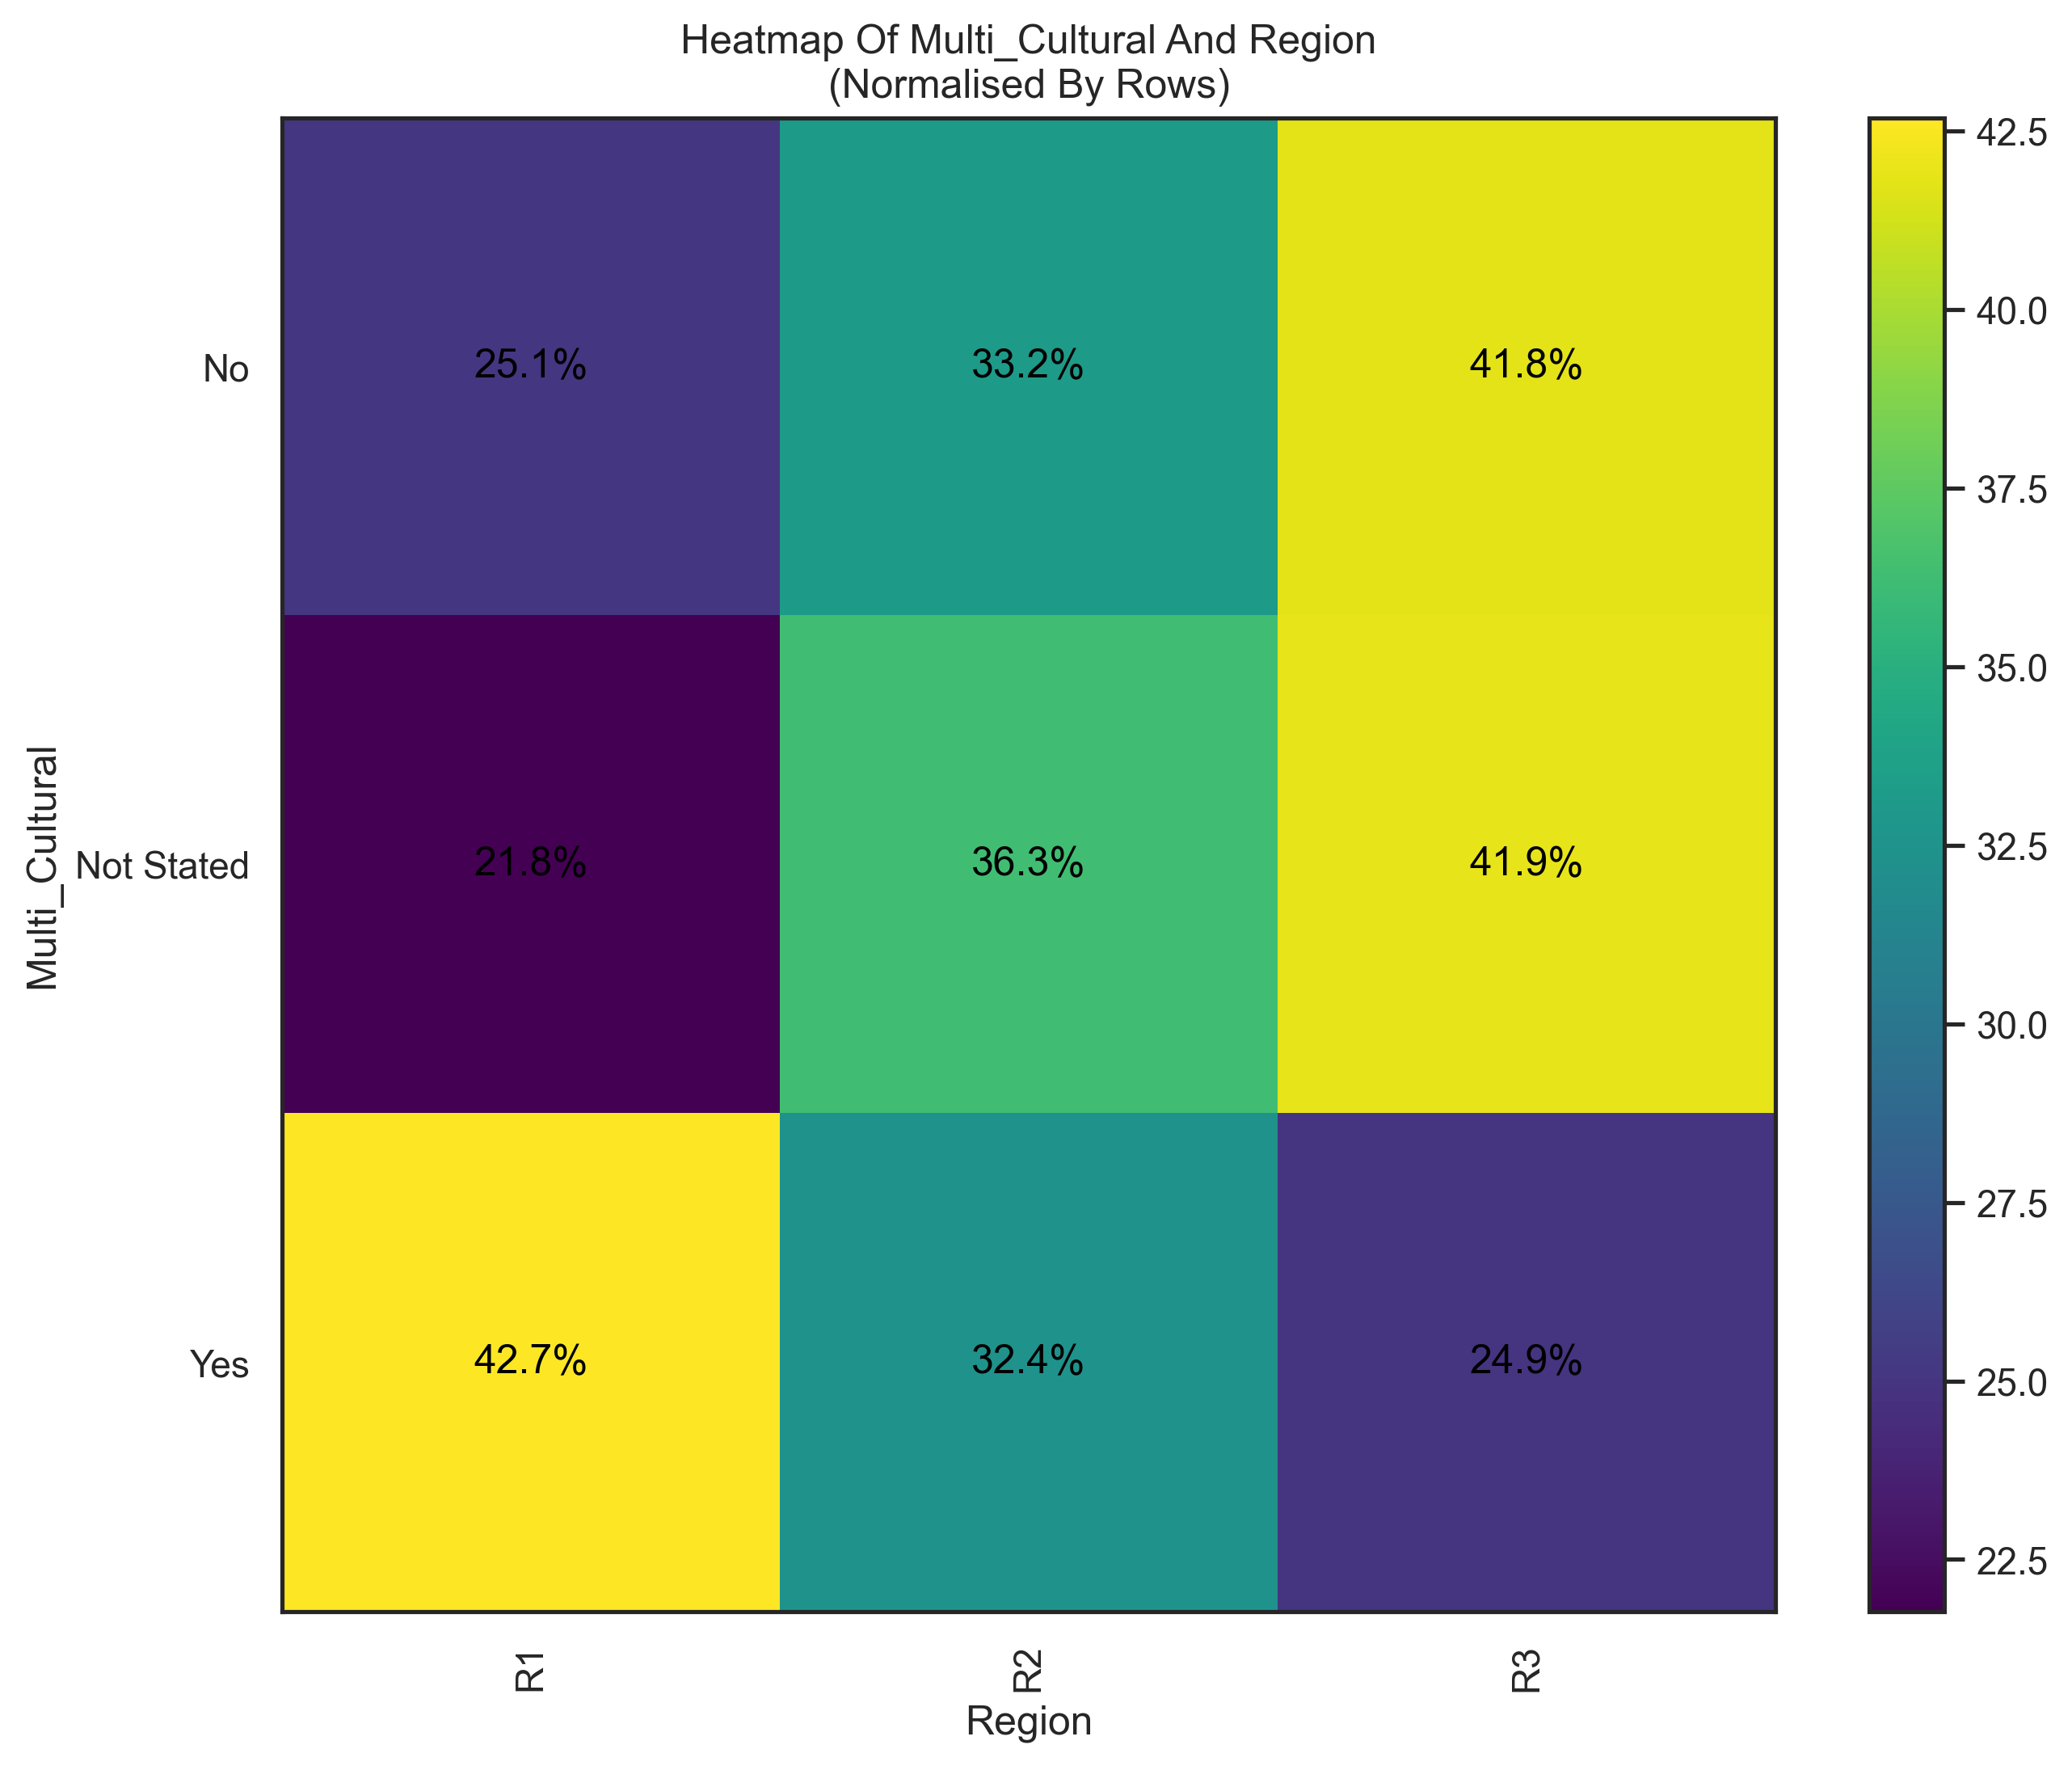 Heatmap Of Multi_Cultural And Region
(Normalised By Rows)
Multi_Cultural
No
25.1%
33.2%
41.8%
Not Stated
21.8%
36.3%
41.9%
Yes
42.7%
32.4%
24.9%
R1
R2
R3
Region
42.5
40.0
37.5
35.0
32.5
30.0
27.5
25.0
22.5